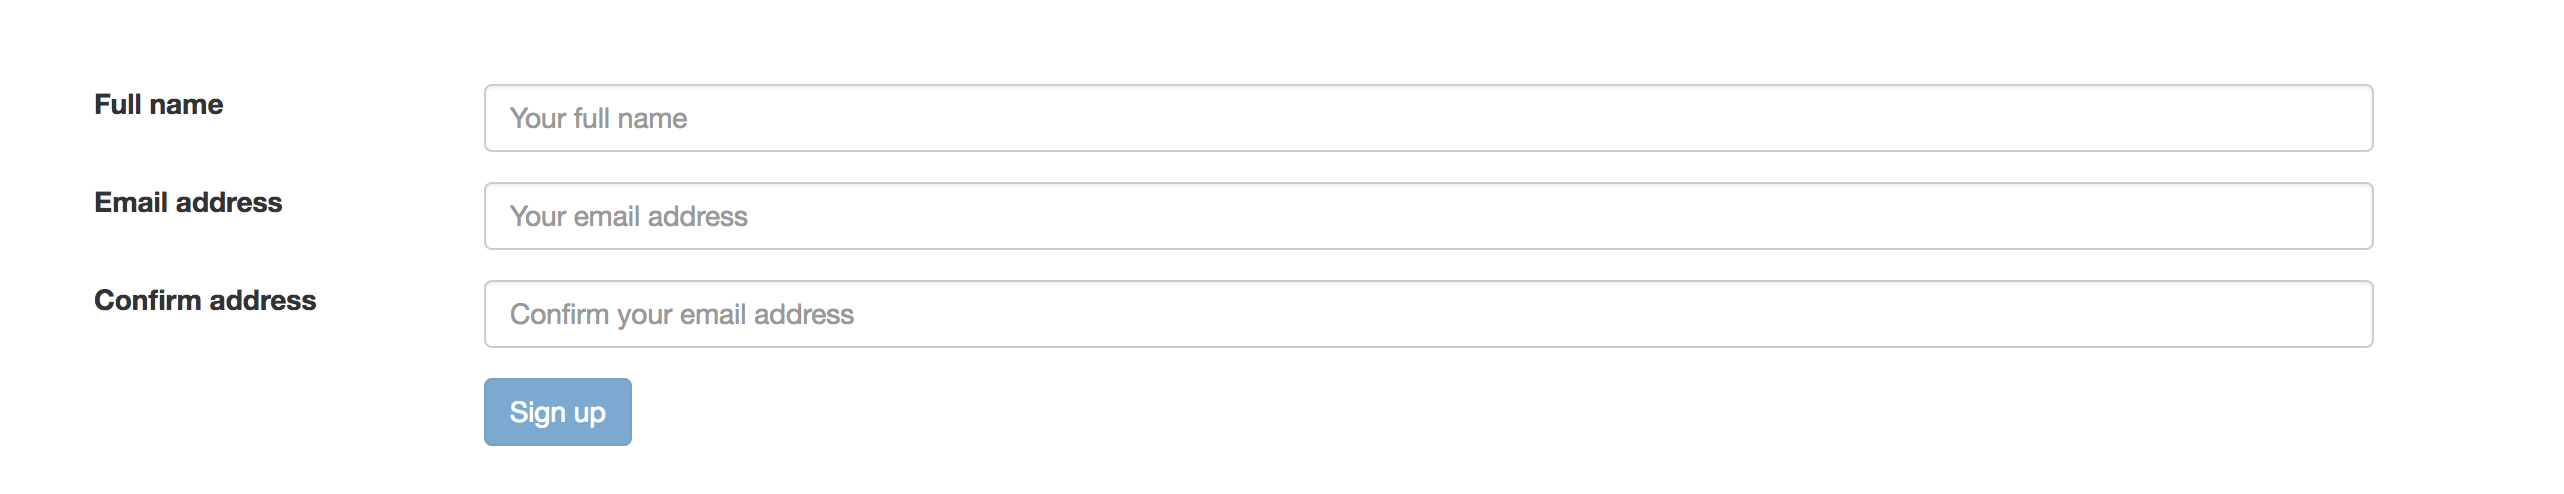 Full name
Your full name
Email address
Your email address
Confirm address
Confirm your email address
Sign up